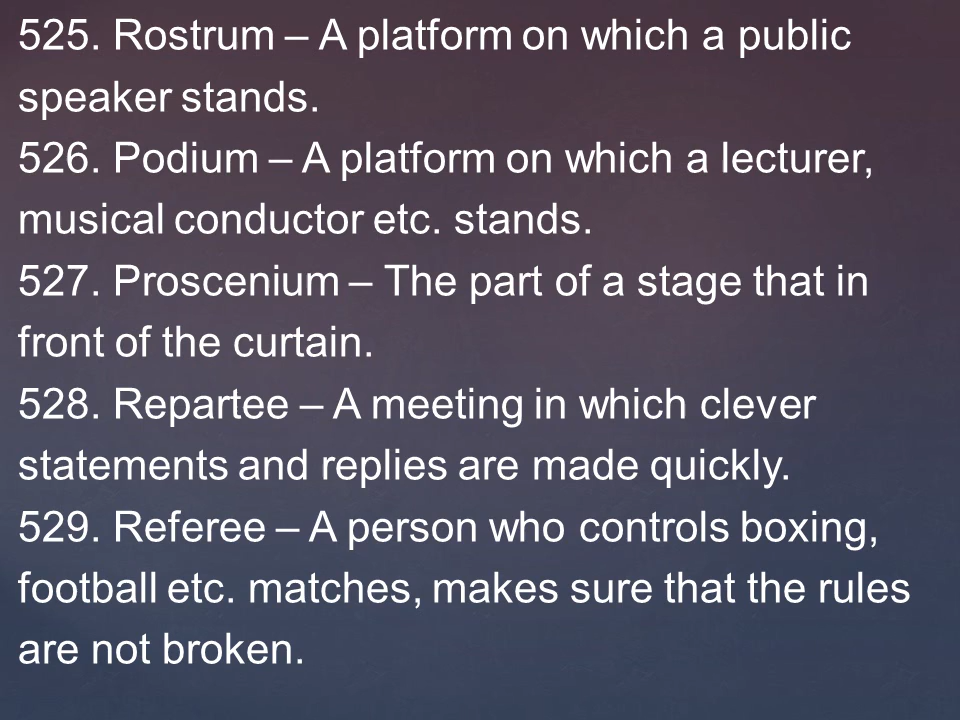 525. Rostrum – A platform on which a public
speaker stands.
526. Podium – A platform on which a lecturer,
musical conductor etc. stands.
527. Proscenium – The part of a stage that in
front of the curtain.
528. Repartee – A meeting in which clever
statements and replies are made quickly.
529. Referee – A person who controls boxing,
football etc. matches, makes sure that the rules
are not broken.